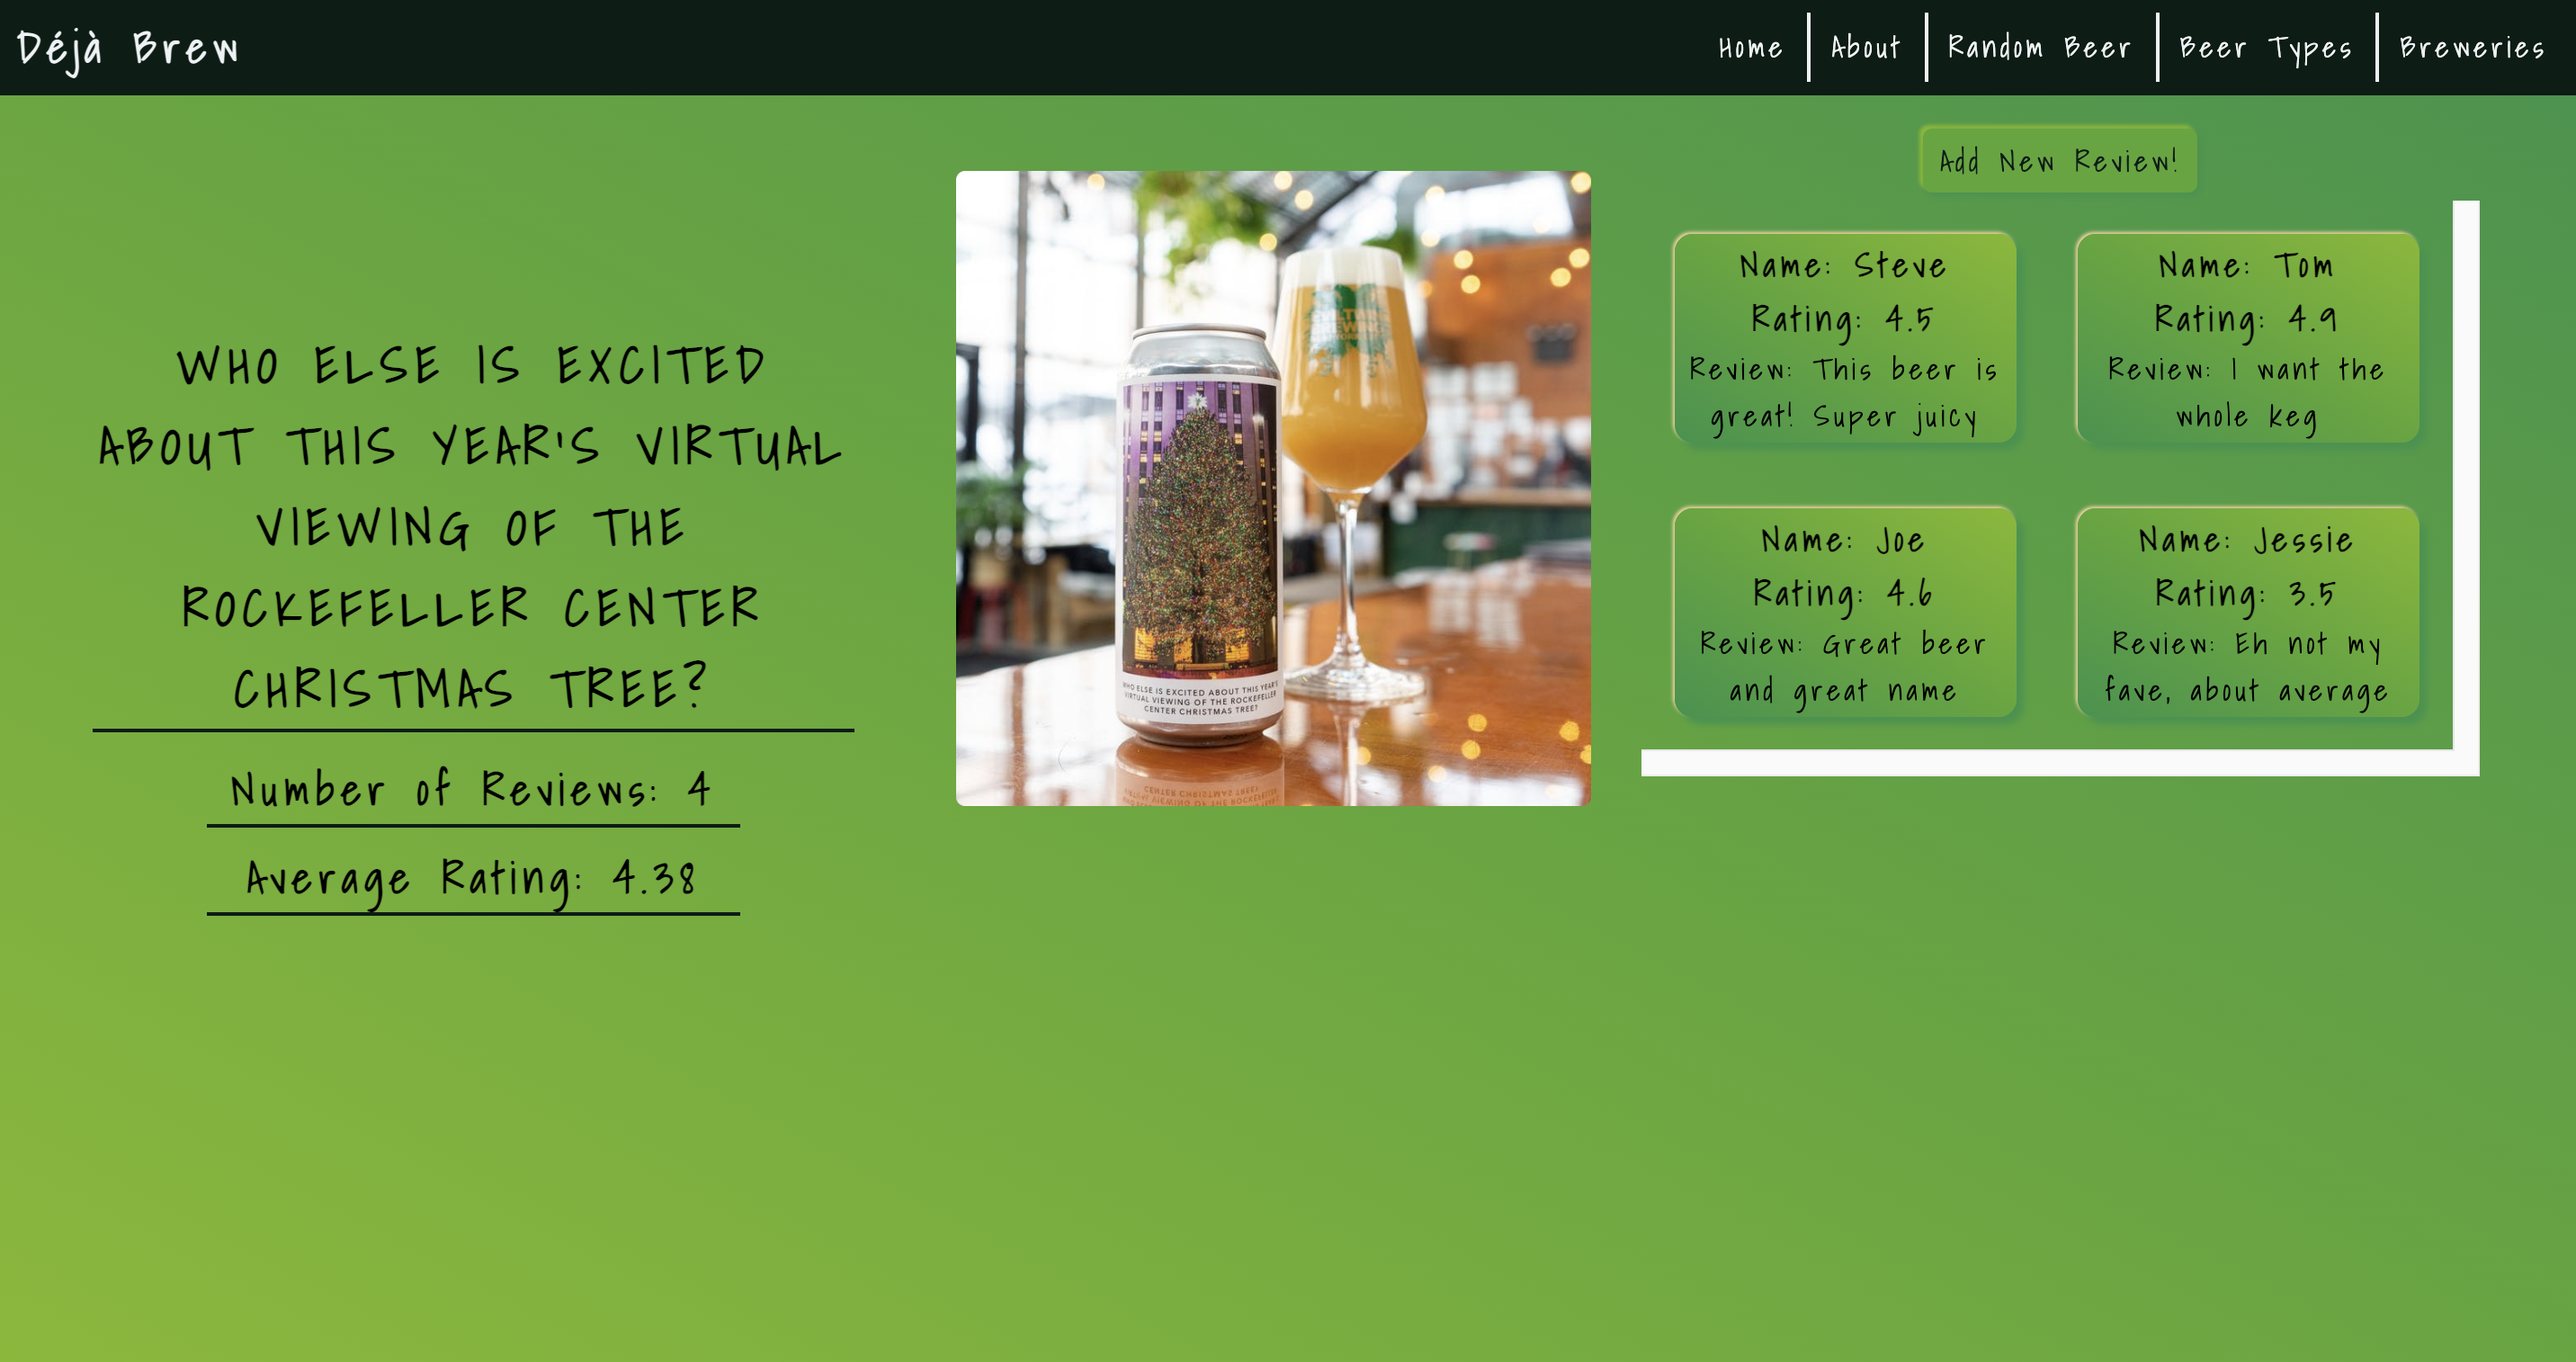 Déjà Brew
Home
About
Random Beer
Beer Types
Breweries
WHO ELSE IS EXCITED
ABOUT THIS YEAR'S VIRTUAL
VIEWING OF THE
ROCKEFELLER CENTER
CHRISTMAS TREE?
Number of Reviews: 4
Average Rating: 4.38
WHO ELSE IS EXCITED ABOUT THIS YEAR'S
VIRTUAL VIEWING OF THE ROCKEFELLER
CENTER CHRISTMAS TREE?
Add New Review!
Name: Steve
Rating: 4.5
Review: This beer is
great! Super juicy
Name: Tom
Rating: 4.9
Review: I want the
whole keg
Name: Joe
Rating: 4.6
Review: Great beer
and great name
Name: Jessie
Rating: 3.5
Review: Eh not my
fave, about average